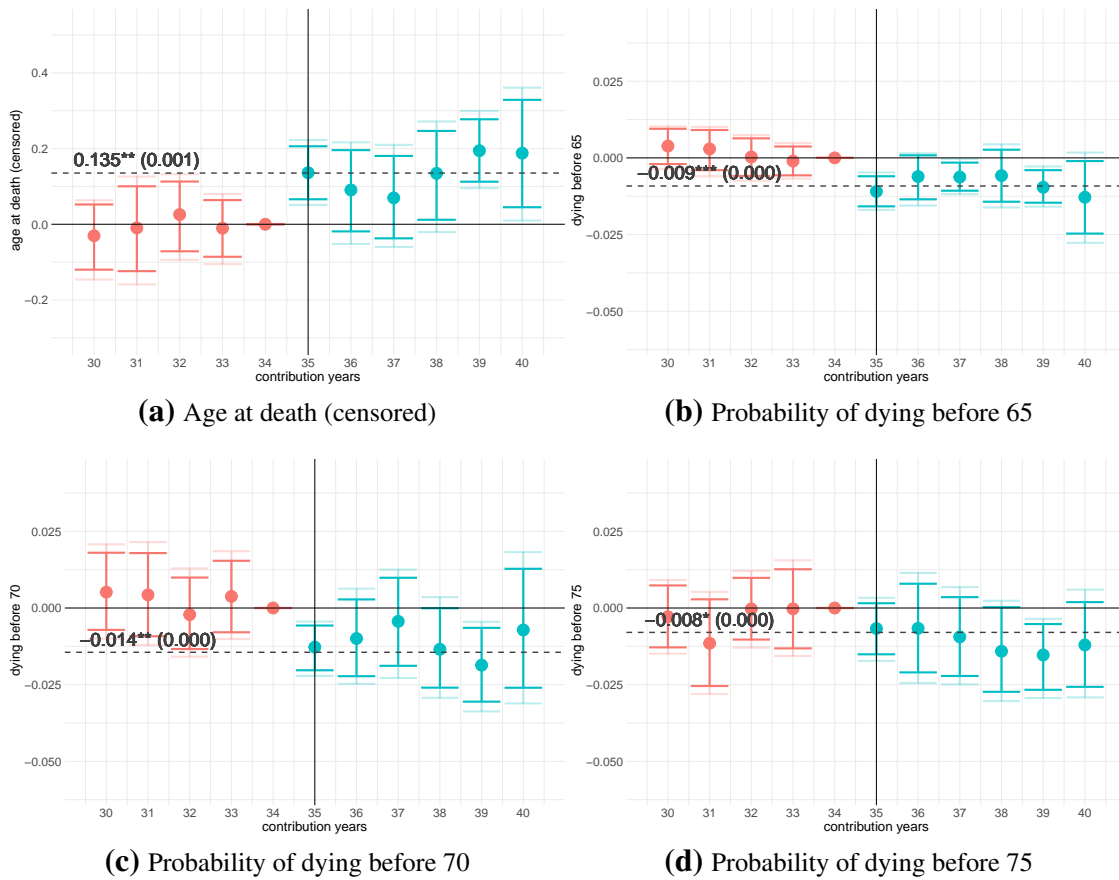 age at death (censored)
0.4
0.2
0.0
−0.2
0.135** (0.001)
30 31 32 33 34 35 36 37 38 39 40
contribution years
(a) Age at death (censored)
dying before 65
0.025
0.000
−0.025
−0.050
−0.009*** (0.000)
30 31 32 33 34 35 36 37 38 39 40
contribution years
(b) Probability of dying before 65
dying before 70
0.025
0.000
−0.025
−0.050
−0.014** (0.000)
30 31 32 33 34 35 36 37 38 39 40
contribution years
(c) Probability of dying before 70
dying before 75
0.025
0.000
−0.025
−0.050
−0.008* (0.000)
30 31 32 33 34 35 36 37 38 39 40
contribution years
(d) Probability of dying before 75